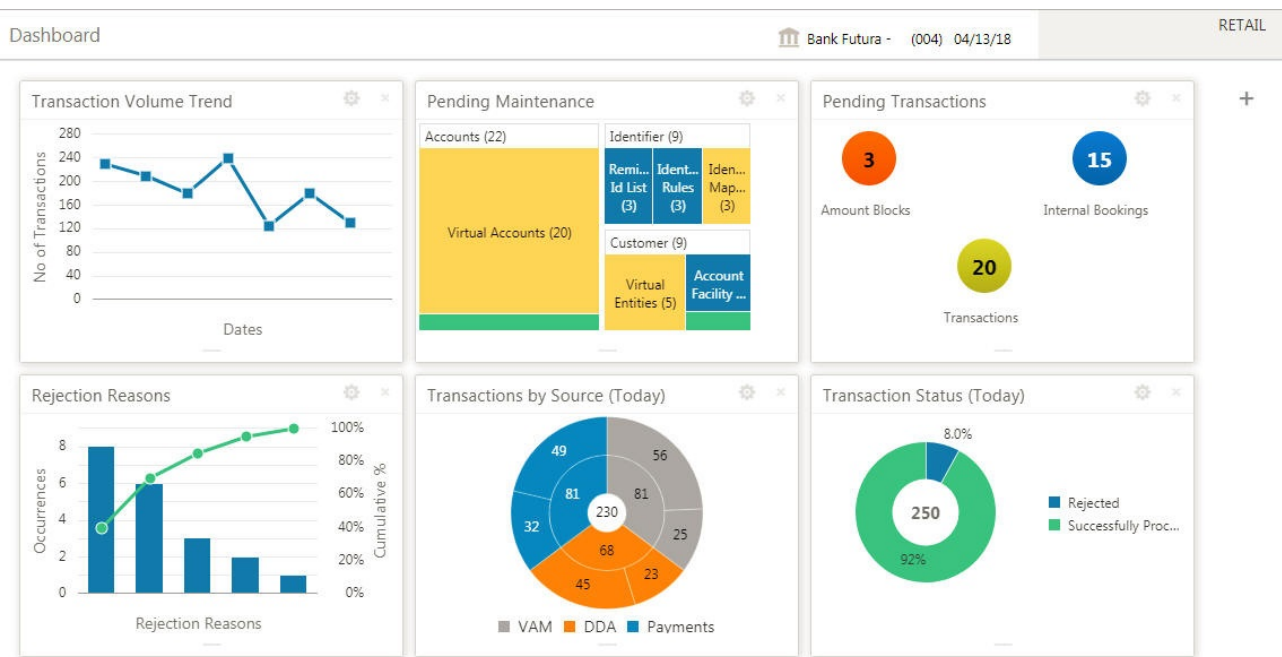 Dashboard
Bank Futura - (004) 04/13/18
RETAIL
Transaction Volume Trend
No of Transactions
280
240
200
160
120
80
40
0
Dates
Pending Maintenance
Accounts (22)
Virtual Accounts (20)
Identifier (9)
Remi...
Id List
(3)
Ident...
Rules
(3)
Iden...
Map...
(3)
Customer (9)
Virtual
Entities (5)
Account
Facility ...
Pending Transactions
3
Amount Blocks
15
Internal Bookings
20
Transactions
Rejection Reasons
Occurrences
8
6
4
2
0
100%
80%
60%
40%
20%
0%
Cumulative %
Rejection Reasons
Transactions by Source (Today)
49
56
81
81
230
32
25
68
45
23
VAM DDA Payments
Transaction Status (Today)
8.0%
250
92%
Rejected
Successfully Proc...